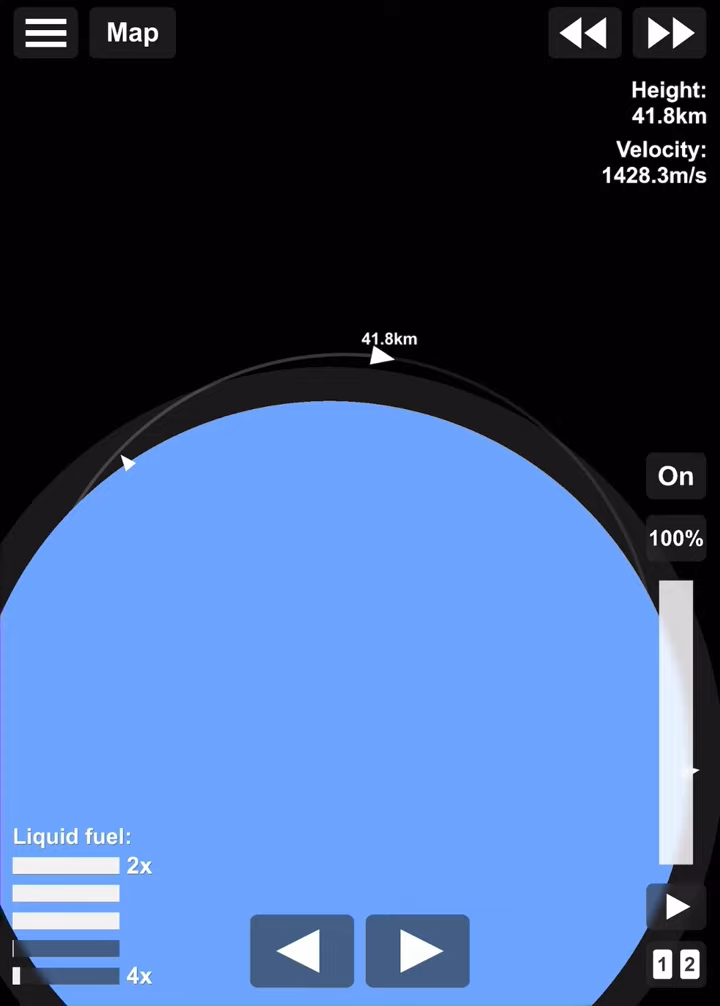 Map
Height:
41.8km
Velocity:
1428.3m/s
41.8km
On
100%
Liquid fuel:
2x
4x
1 2